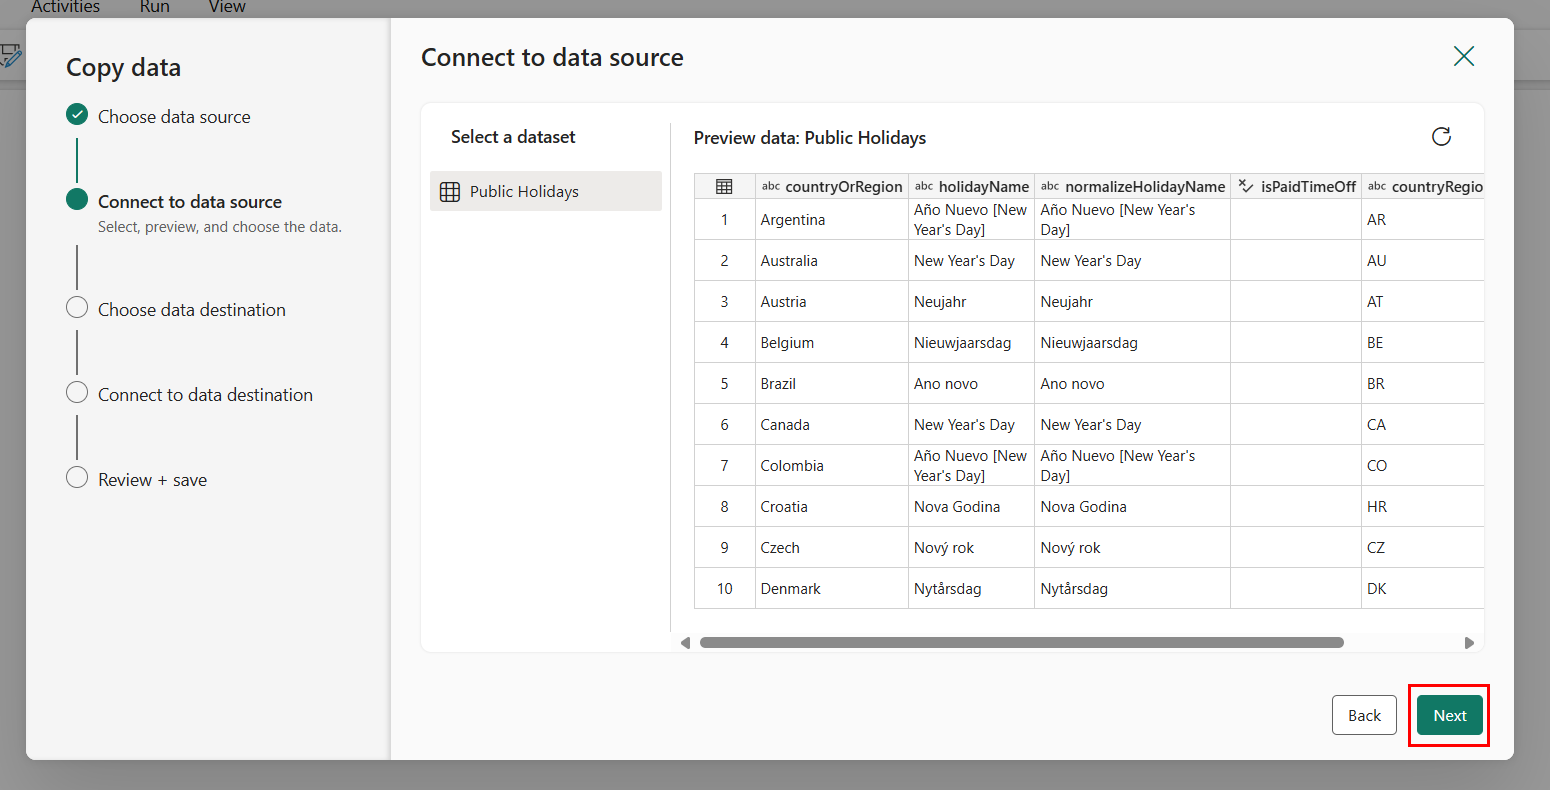 Activities Run View
Copy data
Choose data source
Connect to data source
Select, preview, and choose the data.
Choose data destination
Connect to data destination
Review + save
Connect to data source
Select a dataset
Public Holidays
Preview data: Public Holidays
abc countryOrRegion abc holidayName abc normalizeHolidayName isPaidTimeOff abc countryRegio
1 Argentina Año Nuevo [New Year's Day] Año Nuevo [New Year's Day] AR
2 Australia New Year's Day New Year's Day AU
3 Austria Neujahr Neujahr AT
4 Belgium Nieuwjaarsdag Nieuwjaarsdag BE
5 Brazil Ano novo Ano novo BR
6 Canada New Year's Day New Year's Day CA
7 Colombia Año Nuevo [New Year's Day] Año Nuevo [New Year's Day] CO
8 Croatia Nova Godina Nova Godina HR
9 Czech Nový rok Nový rok CZ
10 Denmark Nytårsdag Nytårsdag DK
Back Next